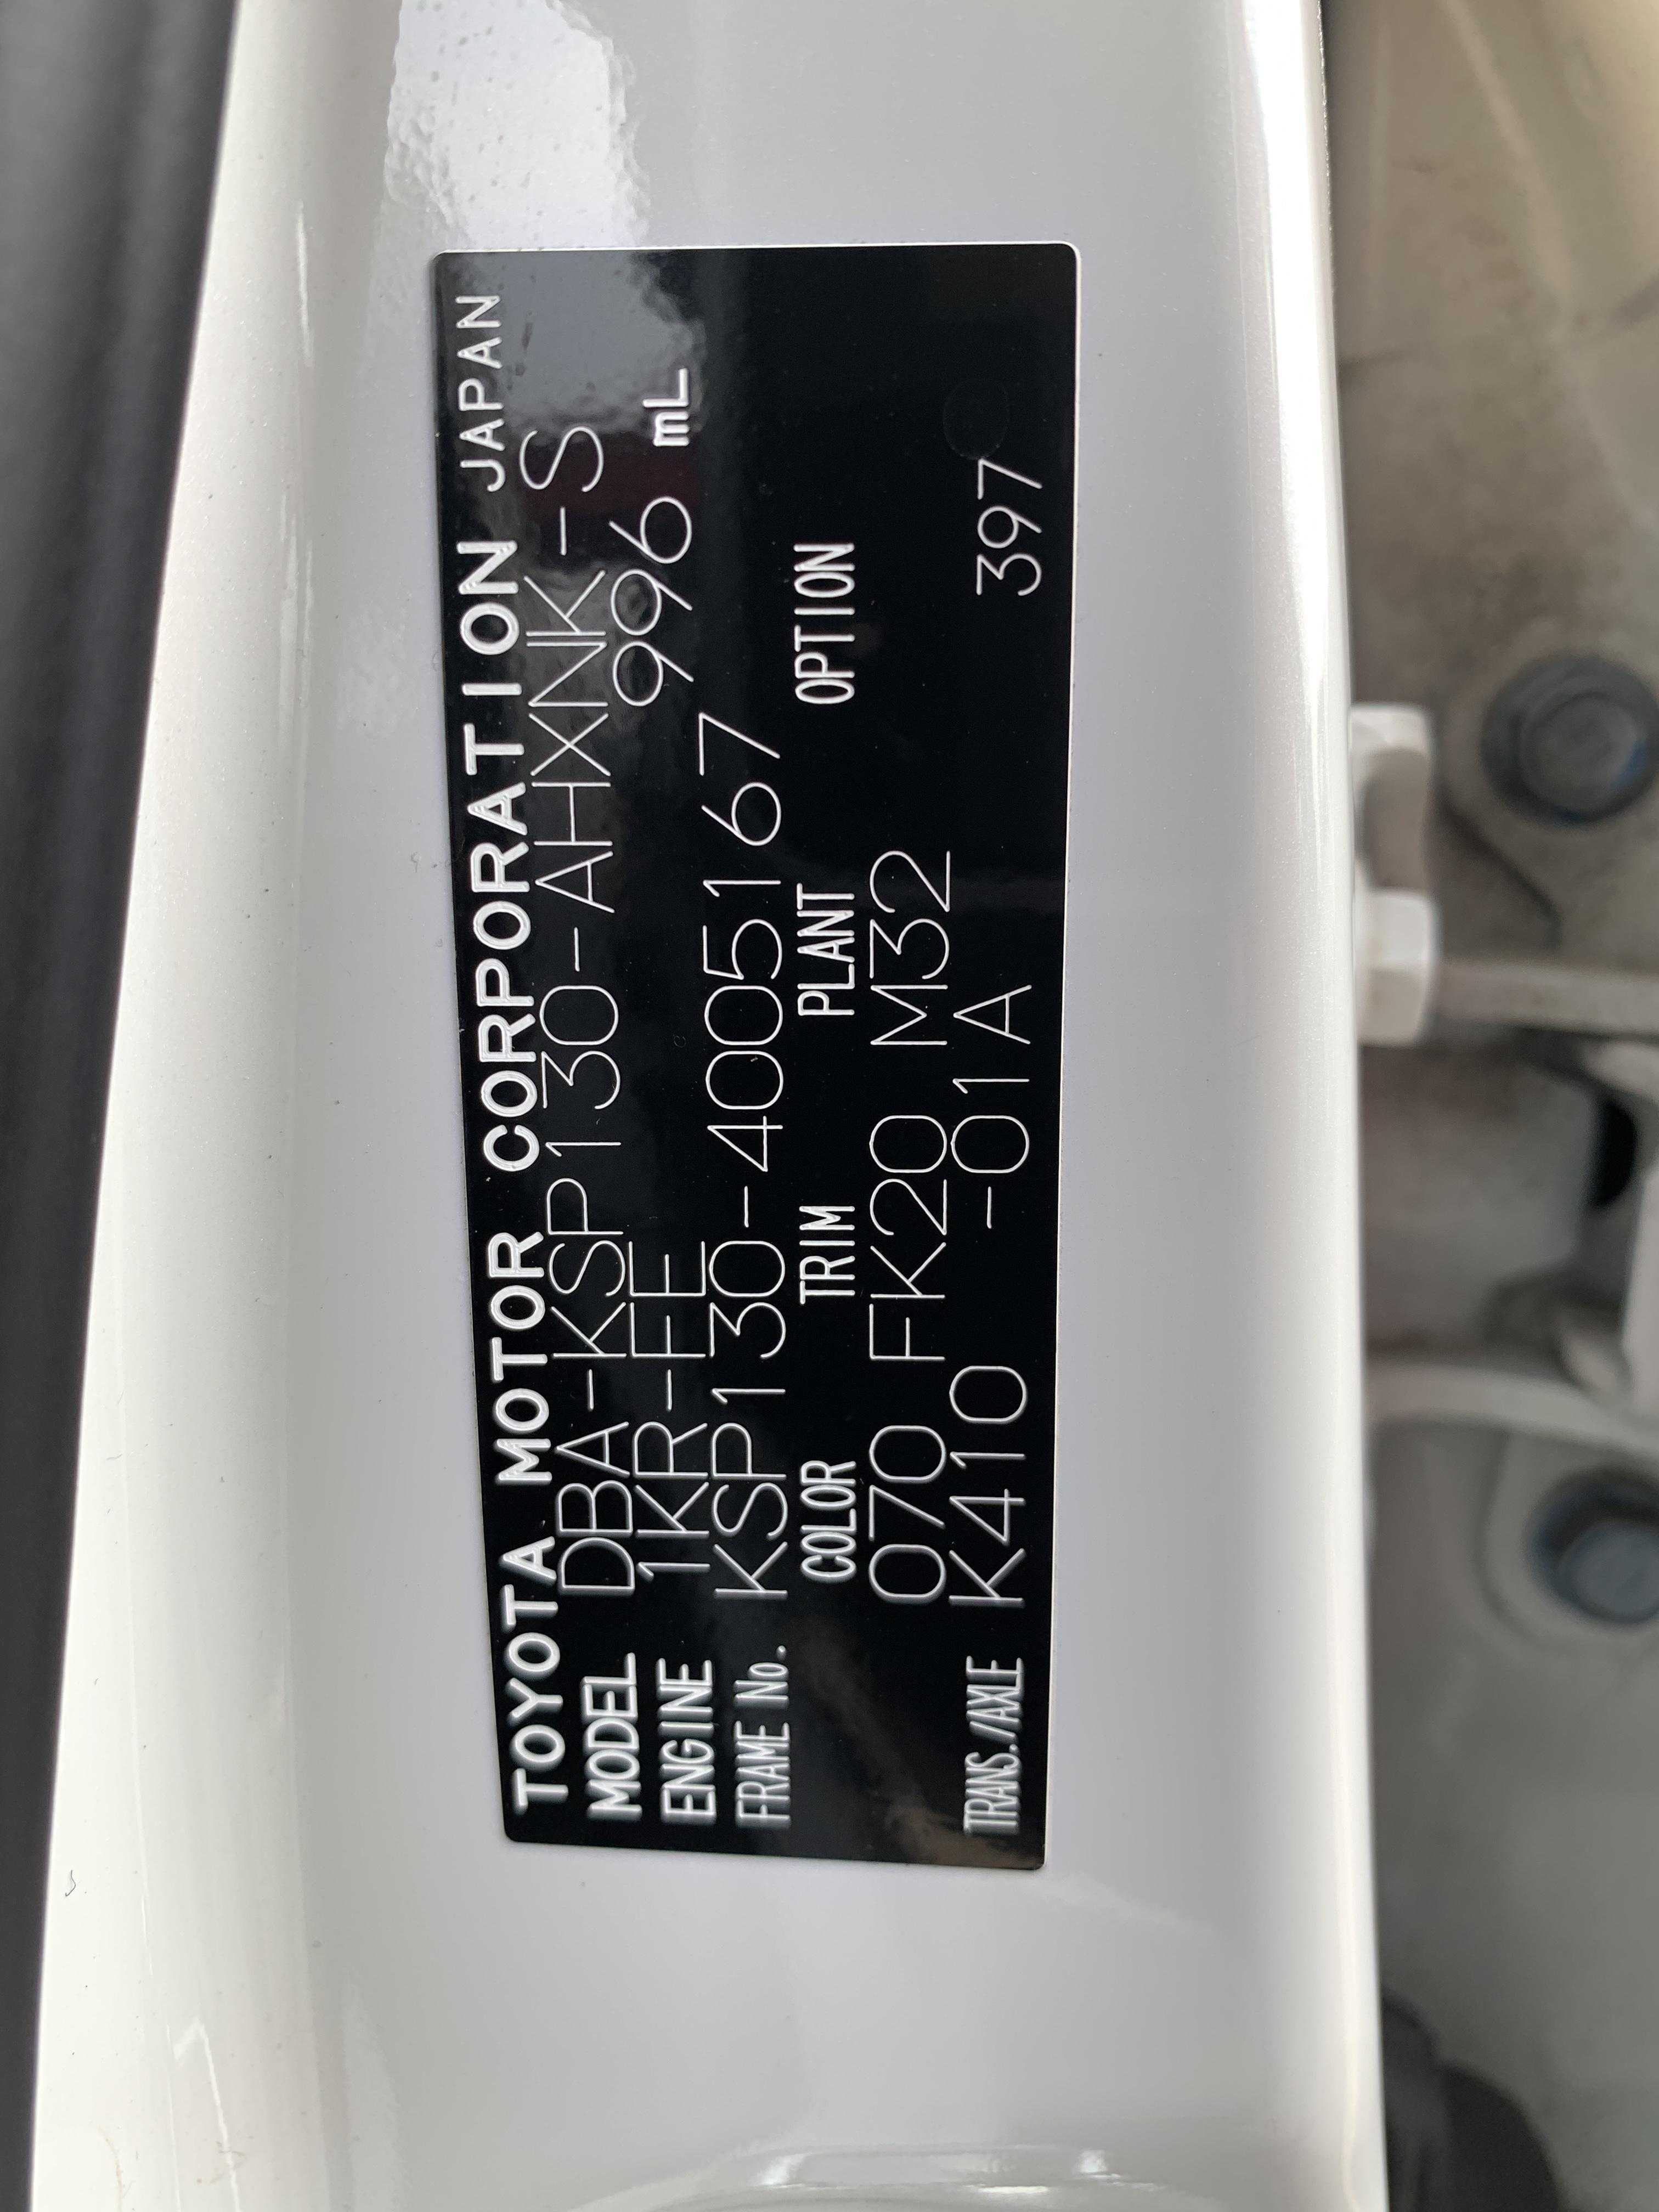 TOYOTA MOTOR CORPORATION JAPAN
MODEL DBA-KSP130-AHXNK-S
ENGINE 1KR-FE 996 mL
FRAME No. KSP130-4005167
COLOR TRIM PLANT OPTION
070 FK20 M32
TRANS./AXLE K410 -01A 397